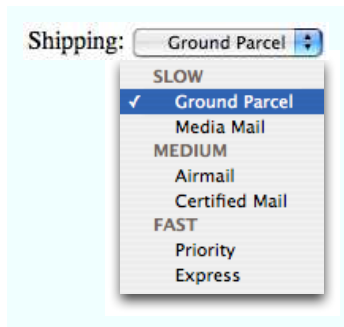 Shipping: Ground Parcel
SLOW
✓ Ground Parcel
Media Mail
MEDIUM
Airmail
Certified Mail
FAST
Priority
Express